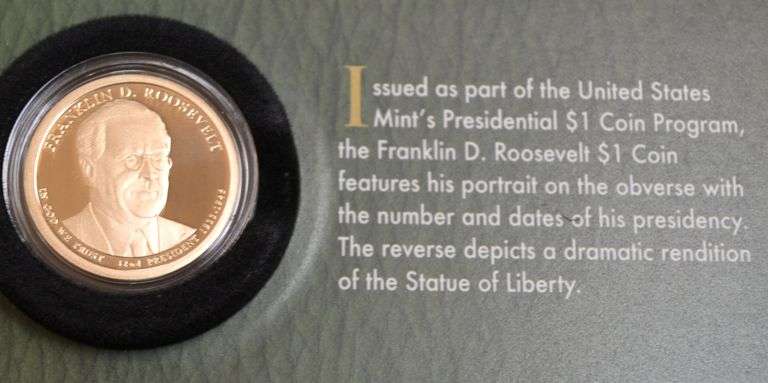 FRANKLIN D. ROOSEVELT
IN GOD WE TRUST
32nd PRESIDENT 1933-1945
Issued as part of the United States
Mint's Presidential $1 Coin Program,
the Franklin D. Roosevelt $1 Coin
features his portrait on the obverse with
the number and dates of his presidency.
The reverse depicts a dramatic rendition
of the Statue of Liberty.